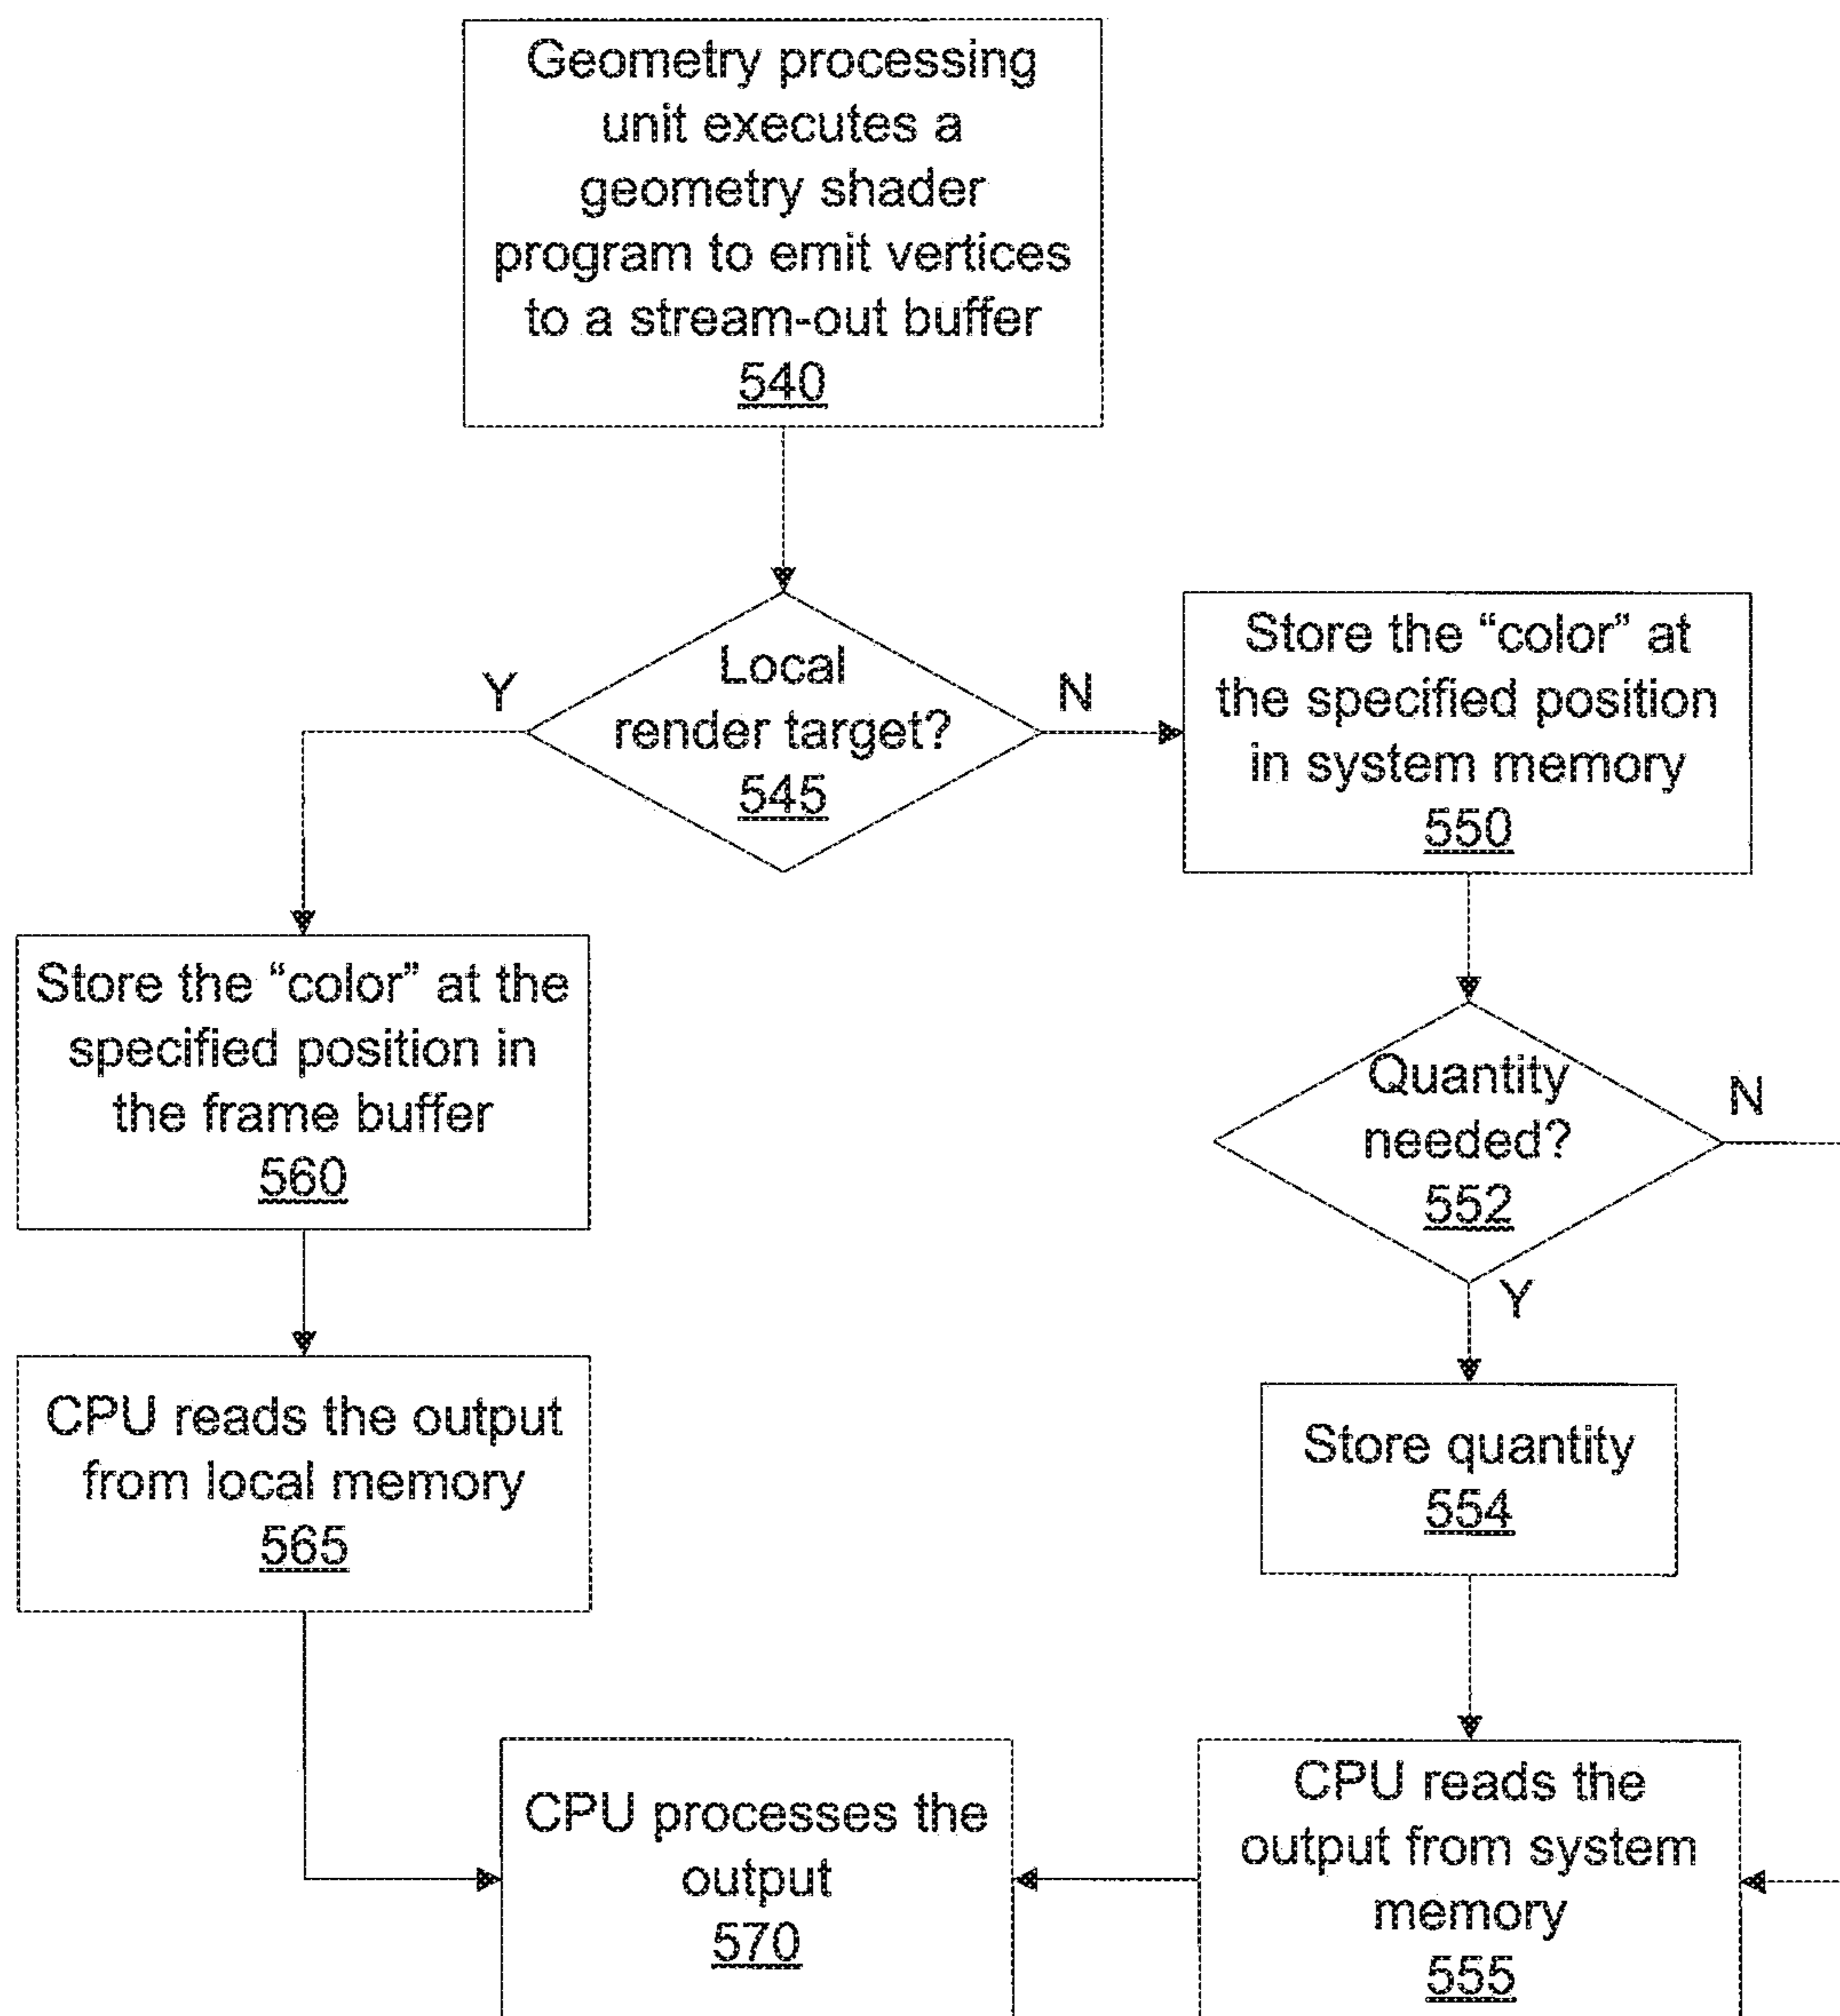 Geometry processing
unit executes a
geometry shader
program to emit vertices
to a stream-out buffer
540
Local
render target?
545
Y
N
Store the “color” at
the specified position
in system memory
550
Store the “color” at the
specified position in
the frame buffer
560
Quantity
needed?
552
N
Y
CPU reads the output
from local memory
565
Store quantity
554
CPU processes the
output
570
CPU reads the
output from system
memory
555